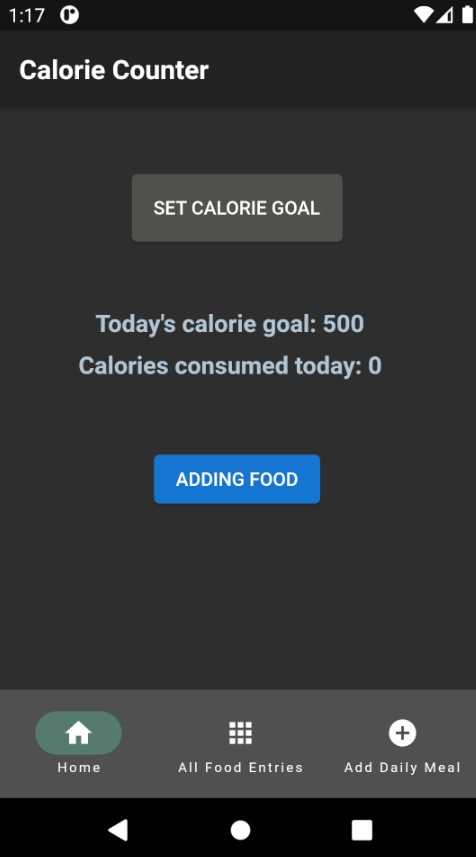 1:17
Calorie Counter
SET CALORIE GOAL
Today's calorie goal: 500
Calories consumed today: 0
ADDING FOOD
Home
All Food Entries
Add Daily Meal